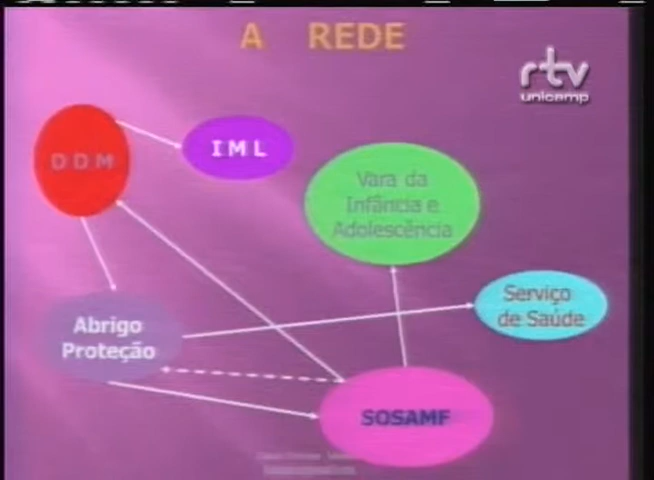 A REDE
rtv
unicamp
D D M
I M L
Vara da
Infância e
Adolescência
Serviço
de Saúde
Abrigo
Proteção
SOSAMF